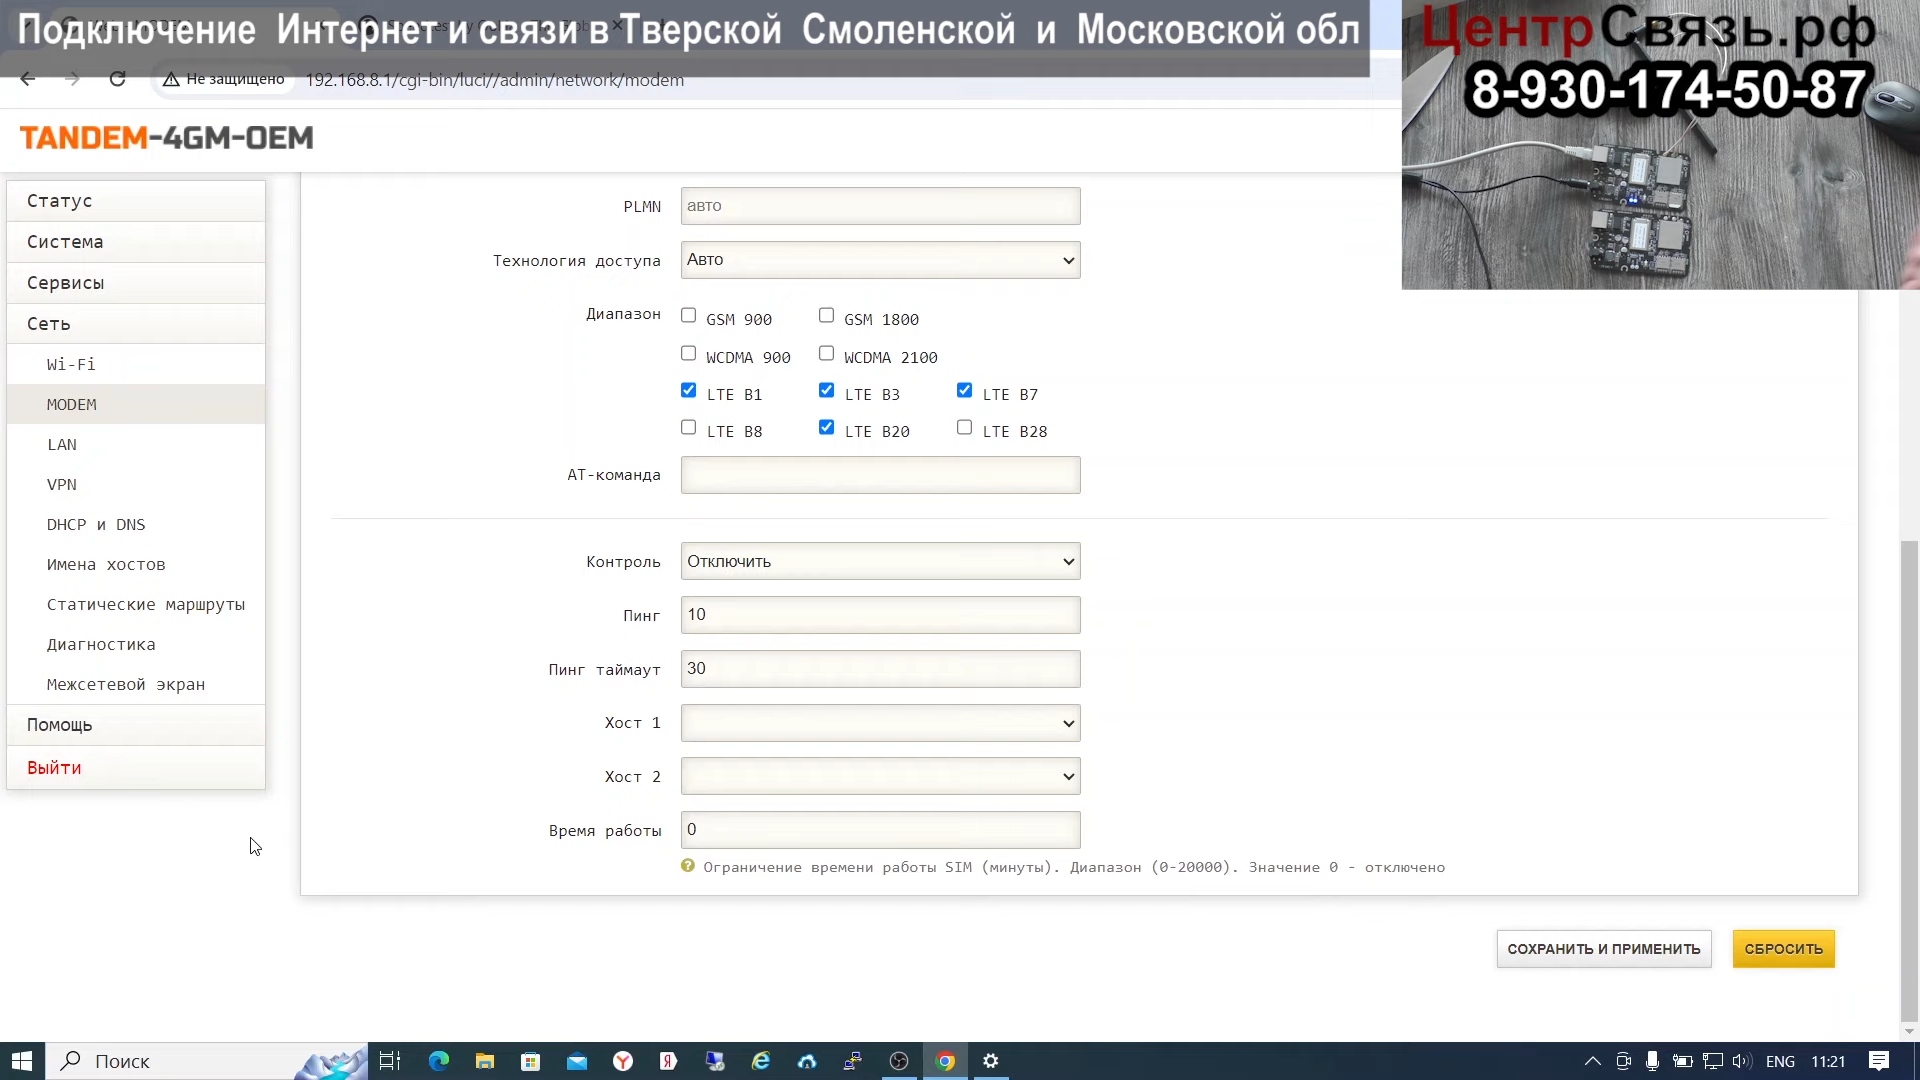 Подключение Интернет и связи в Тверской Смоленской и Московской обл
ЦентрСвязь.рф
8-930-174-50-87
Не защищено
192.168.8.1/cgi-bin/luci//admin/network/modem
TANDEM-4GM-OEM
Статус
Система
Сервисы
Сеть
Wi-Fi
MODEM
LAN
VPN
DHCP и DNS
Имена хостов
Статические маршруты
Диагностика
Межсетевой экран
Помощь
Выйти
PLMN
авто
Технология доступа
Авто
Диапазон
GSM 900 GSM 1800
WCDMA 900 WCDMA 2100
LTE B1 LTE B3 LTE B7
LTE B8 LTE B20 LTE B28
АТ-команда
Контроль
Отключить
Пинг
10
Пинг таймаут
30
Хост 1
Хост 2
Время работы
0
Ограничение времени работы SIM (минуты). Диапазон (0-20000). Значение 0 - отключено
СОХРАНИТЬ И ПРИМЕНИТЬ
СБРОСИТЬ
Поиск
ENG
11:21